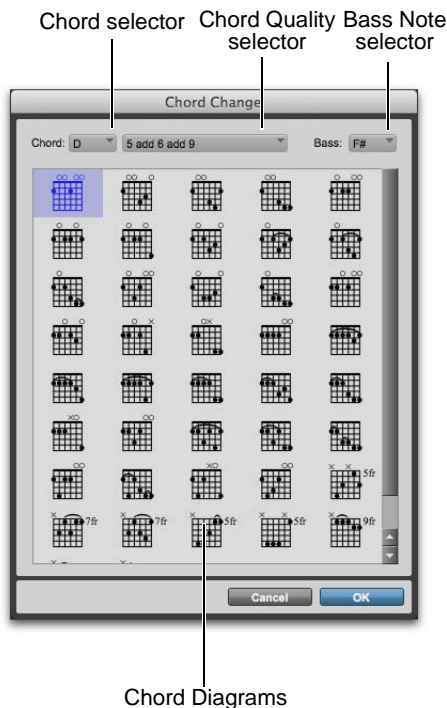 Chord selector
Chord Quality selector
Bass Note selector
Chord Change
Chord: D 5 add 6 add 9 Bass: F#
5fr
7fr 7fr 5fr 5fr 9fr
Cancel OK
Chord Diagrams